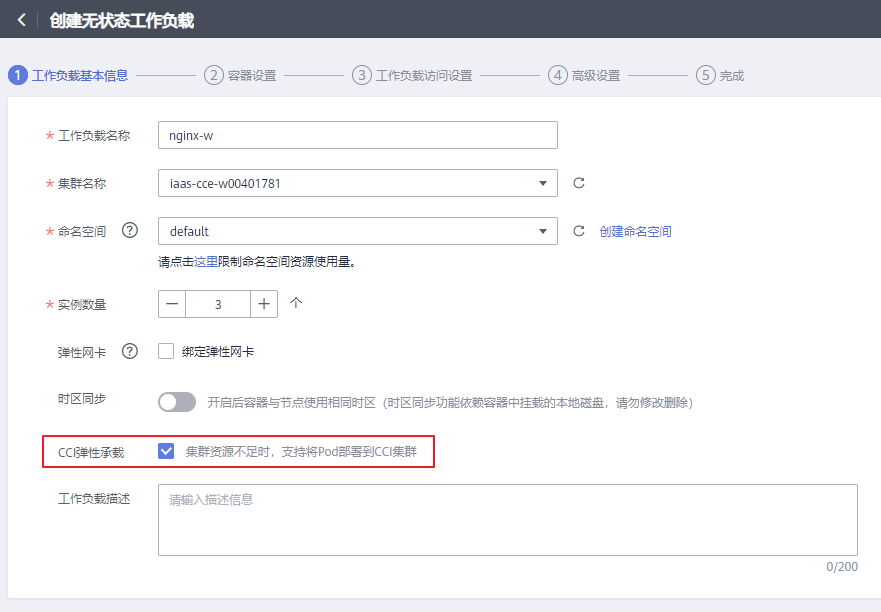 创建无状态工作负载
1 工作负载基本信息 2 容器设置 3 工作负载访问设置 4 高级设置 5 完成
* 工作负载名称 nginx-w
* 集群名称 iaas-cce-w00401781
* 命名空间 ? default 创建命名空间
请点击这里限制命名空间资源使用量。
* 实例数量 — 3 + 个
弹性网卡 ? 绑定弹性网卡
时区同步 开启后容器与节点使用相同时区（时区同步功能依赖容器中挂载的本地磁盘，请勿修改删除）
CCI弹性承载 集群资源不足时，支持将Pod部署到CCI集群
工作负载描述 请输入描述信息
0/200